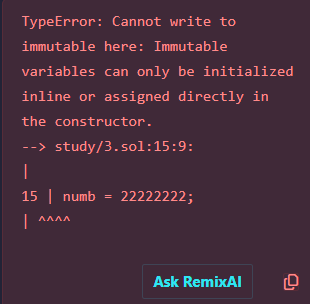 TypeError: Cannot write to
immutable here: Immutable
variables can only be initialized
inline or assigned directly in
the constructor.
--> study/3.sol:15:9:
|
15 | numb = 22222222;
| ^^^^
Ask RemixAI